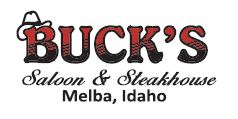 BUCK'S
Saloon & Steakhouse
Melba, Idaho